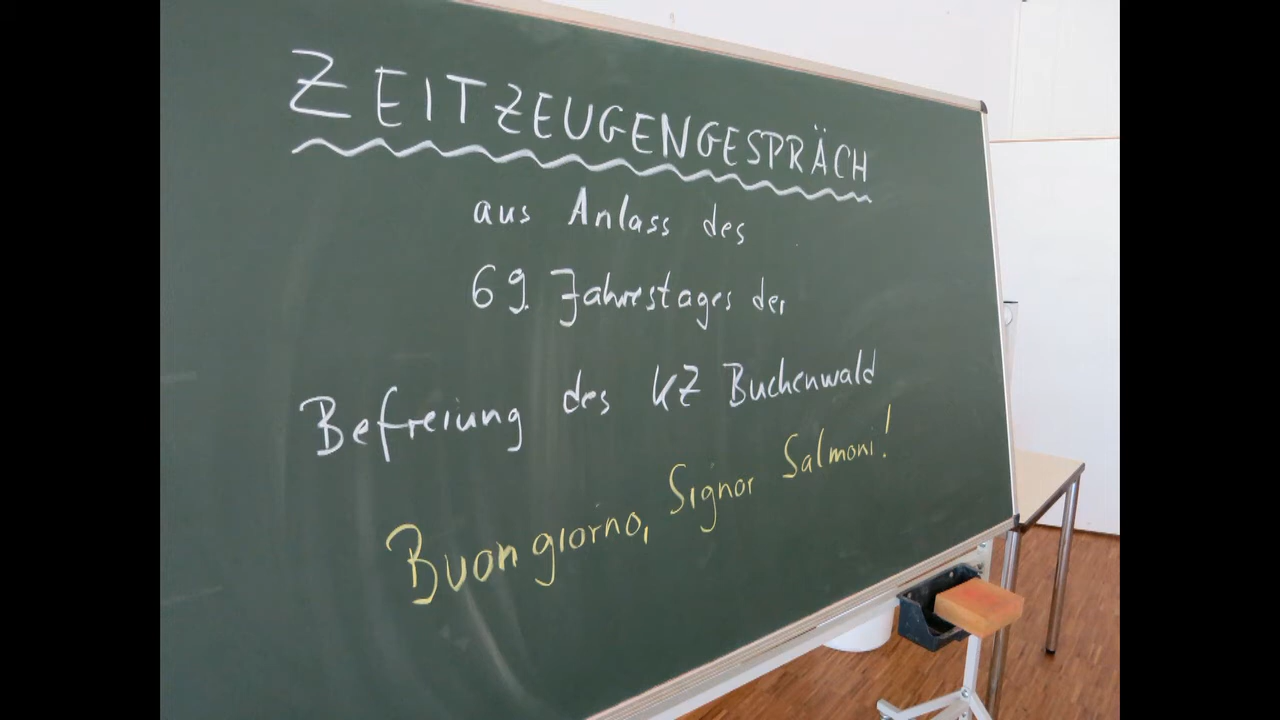 ZEITZEUGENGESPRÄCH
aus Anlass des
69. Jahrestages der
Befreiung des KZ Buchenwald
Buon giorno, Signor Salmoni!